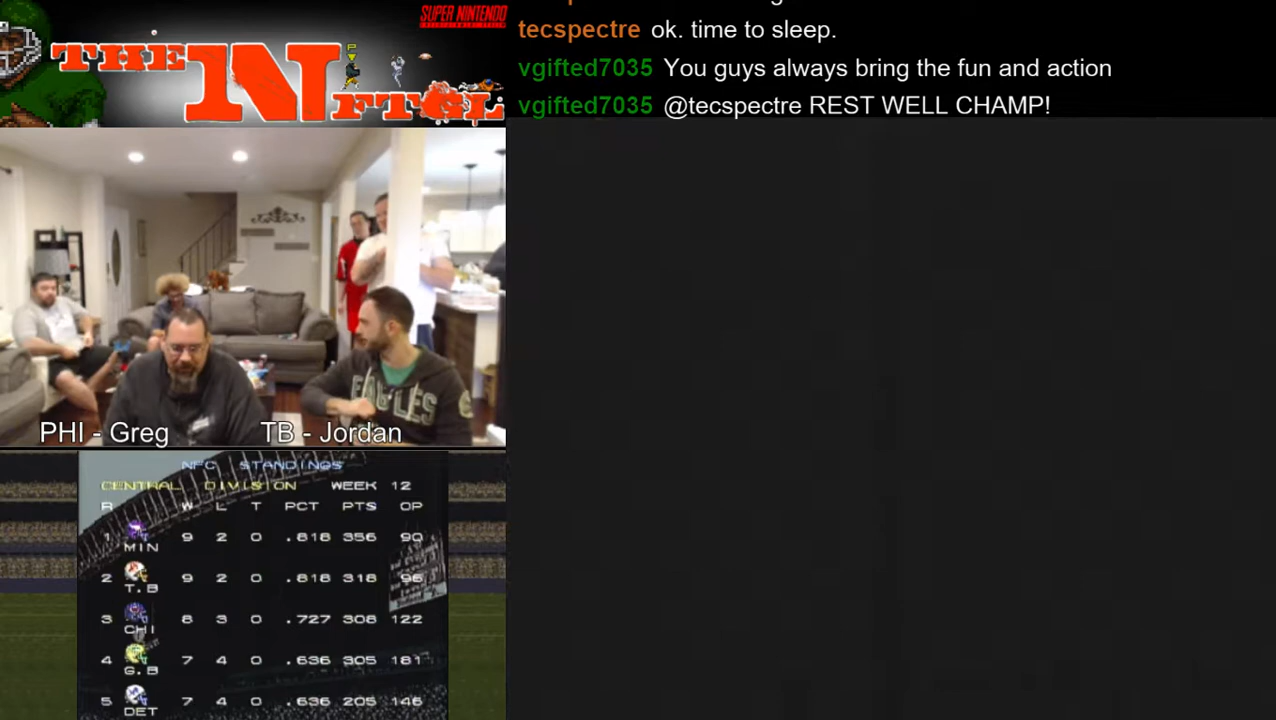 SUPER NINTENDO
THE NFTSL
tecspectre ok. time to sleep.
vgifted7035 You guys always bring the fun and action
vgifted7035 @tecspectre REST WELL CHAMP!
EAGLES
PHI - Greg TB - Jordan
NFC STANDINGS
CENTRAL DIVISION WEEK 12
R W L T PCT PTS OP
1 MIN 9 2 0 .818 356 90
2 T.B 9 2 0 .818 318 96
3 CHI 8 3 0 .727 308 122
4 G.B 7 4 0 .636 305 181
5 DET 7 4 0 .636 205 146